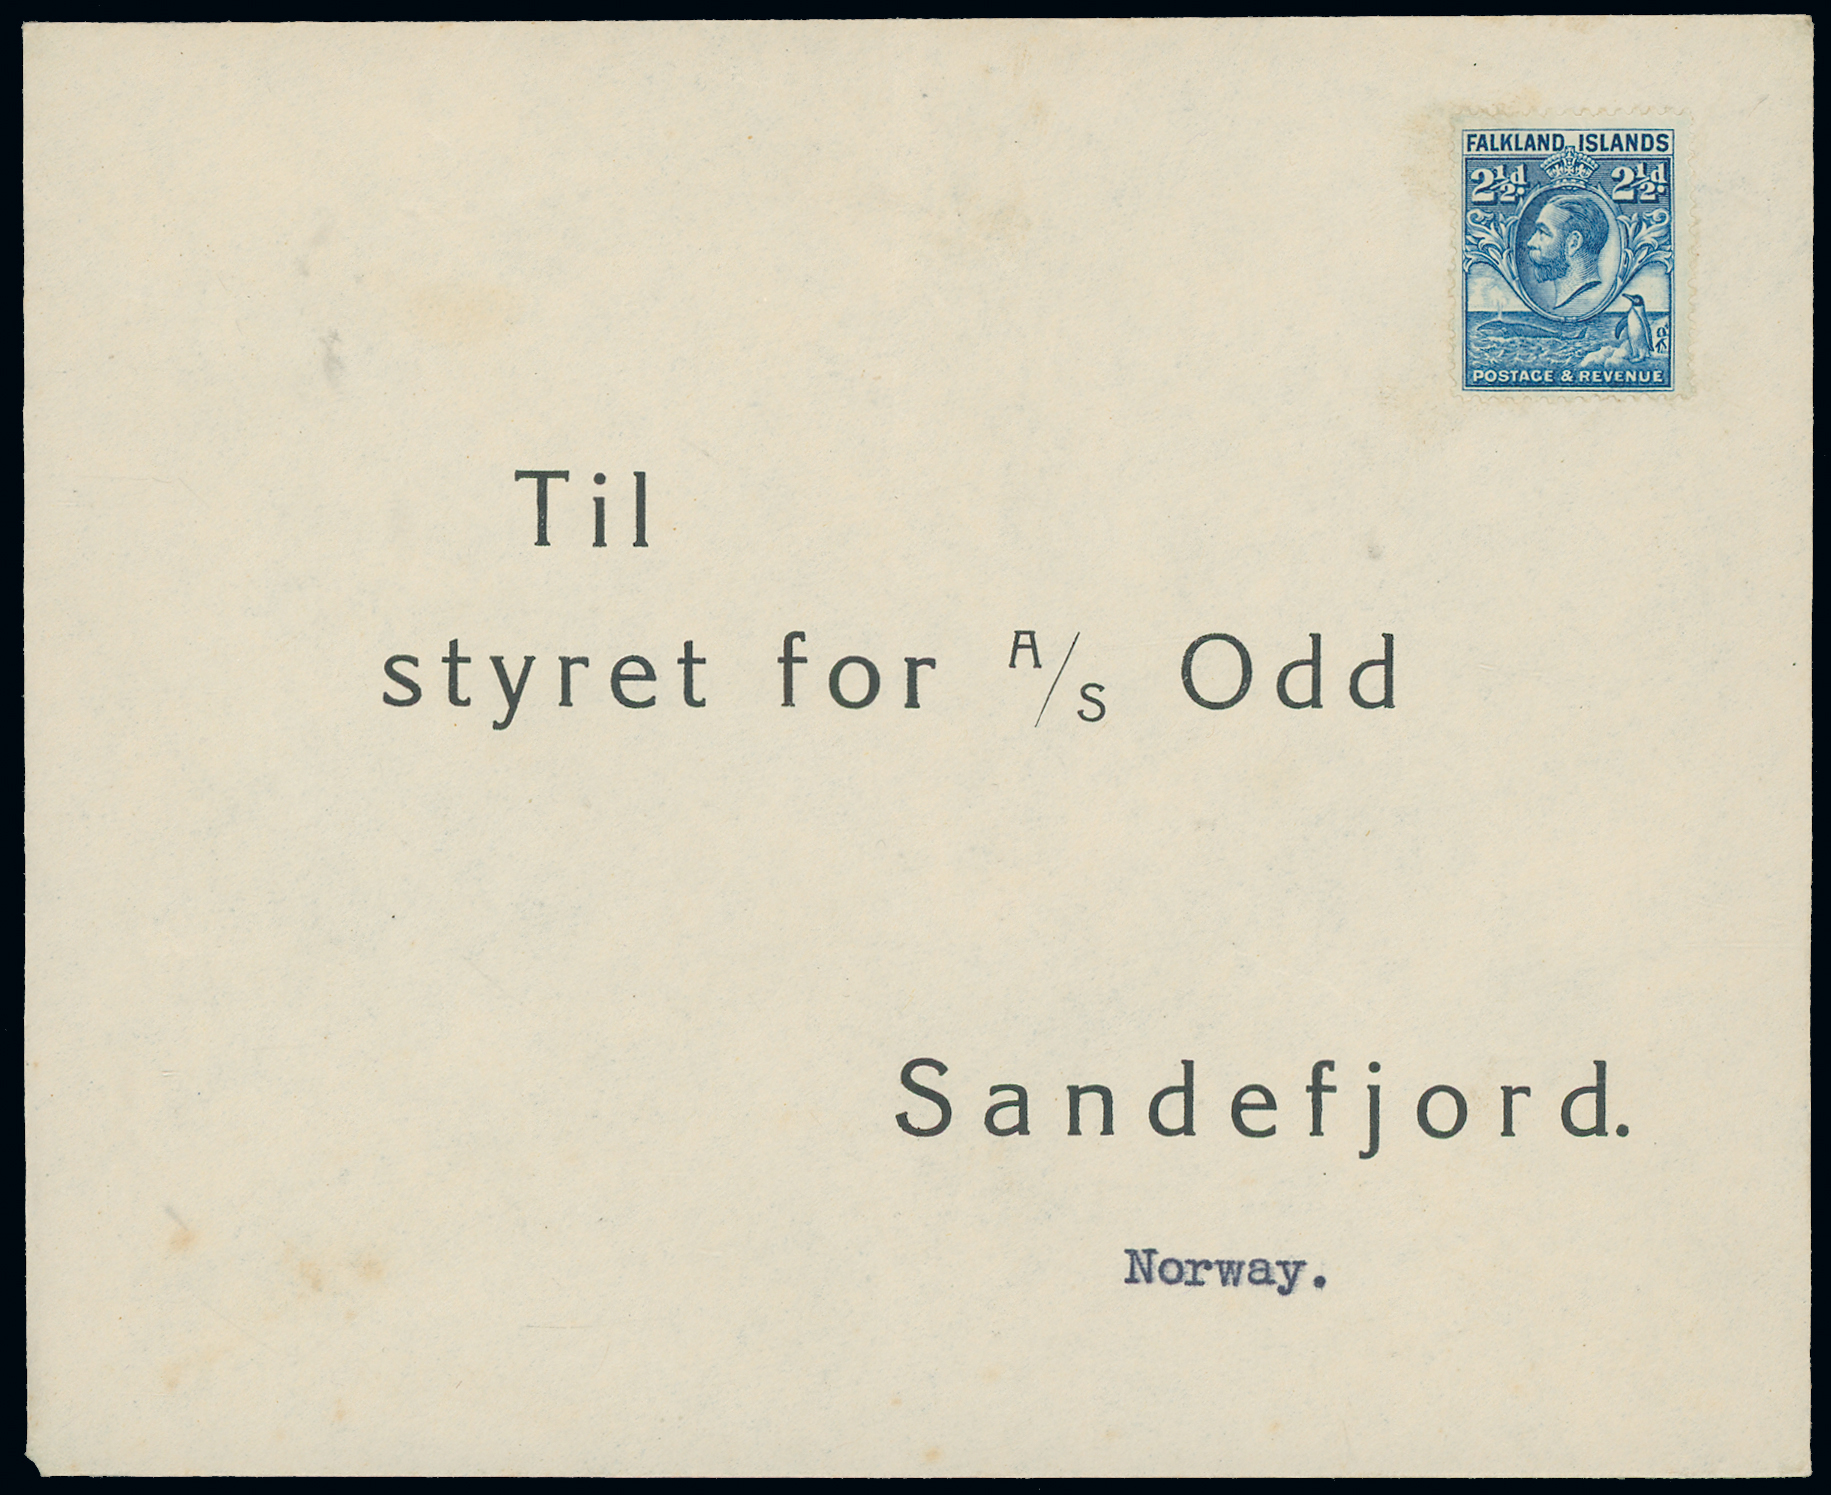 FALKLAND ISLANDS
2½d. 2½d.
POSTAGE & REVENUE
Til
styret for A/S Odd
Sandefjord.
Norway.